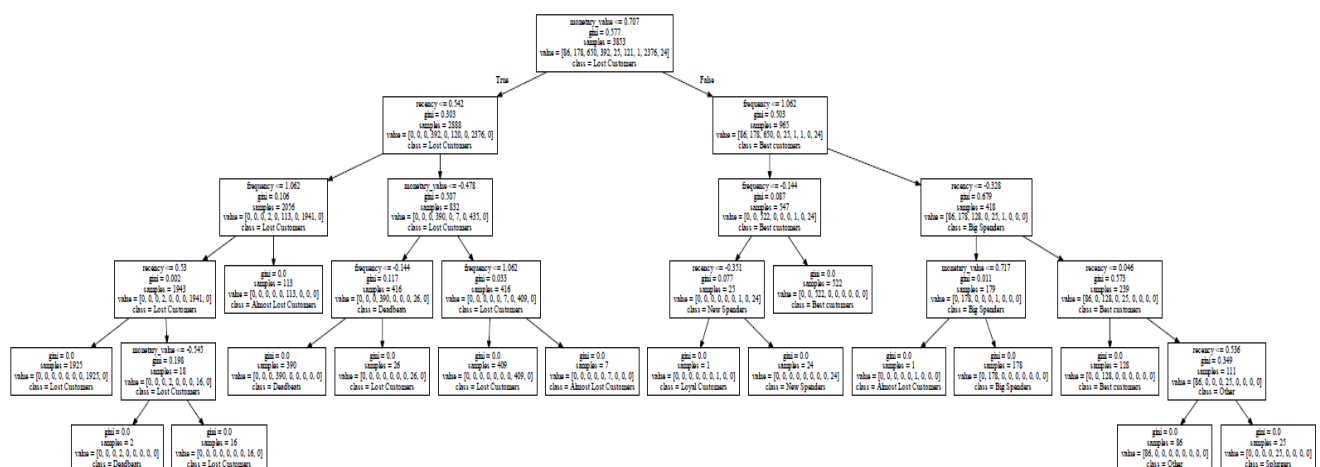 monetary_value <= 0.707
gini = 0.577
samples = 3853
value = [86, 178, 650, 392, 25, 121, 1, 2376, 24]
class = Lost Customers
True
False
recency <= 0.542
gini = 0.303
samples = 2888
value = [0, 0, 0, 392, 0, 120, 0, 2376, 0]
class = Lost Customers
frequency <= 1.062
gini = 0.503
samples = 965
value = [86, 178, 650, 0, 25, 1, 1, 0, 24]
class = Best customers
frequency <= 1.062
gini = 0.106
samples = 2056
value = [0, 0, 0, 2, 0, 113, 0, 1941, 0]
class = Lost Customers
monetary_value <= -0.478
gini = 0.507
samples = 832
value = [0, 0, 0, 390, 0, 7, 0, 435, 0]
class = Lost Customers
frequency <= -0.144
gini = 0.087
samples = 547
value = [0, 0, 522, 0, 0, 0, 1, 0, 24]
class = Best customers
recency <= -0.328
gini = 0.679
samples = 418
value = [86, 178, 128, 0, 25, 1, 0, 0, 0]
class = Big Spenders
recency <= 0.53
gini = 0.002
samples = 1943
value = [0, 0, 0, 2, 0, 0, 0, 1941, 0]
class = Lost Customers
gini = 0.0
samples = 113
value = [0, 0, 0, 0, 0, 113, 0, 0, 0]
class = Almost Lost Customers
frequency <= -0.144
gini = 0.117
samples = 416
value = [0, 0, 0, 390, 0, 0, 0, 26, 0]
class = Deadbeats
frequency <= 1.062
gini = 0.033
samples = 416
value = [0, 0, 0, 0, 0, 7, 0, 409, 0]
class = Lost Customers
recency <= -0.351
gini = 0.077
samples = 25
value = [0, 0, 0, 0, 0, 0, 1, 0, 24]
class = New Spenders
gini = 0.0
samples = 522
value = [0, 0, 522, 0, 0, 0, 0, 0, 0]
class = Best customers
monetary_value <= 0.717
gini = 0.011
samples = 179
value = [0, 178, 0, 0, 0, 1, 0, 0, 0]
class = Big Spenders
recency <= 0.046
gini = 0.573
samples = 239
value = [86, 0, 128, 0, 25, 0, 0, 0, 0]
class = Best customers
gini = 0.0
samples = 1925
value = [0, 0, 0, 0, 0, 0, 0, 1925, 0]
class = Lost Customers
monetary_value <= -0.545
gini = 0.198
samples = 18
value = [0, 0, 0, 2, 0, 0, 0, 16, 0]
class = Lost Customers
gini = 0.0
samples = 390
value = [0, 0, 0, 390, 0, 0, 0, 0, 0]
class = Deadbeats
gini = 0.0
samples = 26
value = [0, 0, 0, 0, 0, 0, 0, 26, 0]
class = Lost Customers
gini = 0.0
samples = 409
value = [0, 0, 0, 0, 0, 0, 0, 409, 0]
class = Lost Customers
gini = 0.0
samples = 7
value = [0, 0, 0, 0, 0, 7, 0, 0, 0]
class = Almost Lost Customers
gini = 0.0
samples = 1
value = [0, 0, 0, 0, 0, 0, 1, 0, 0]
class = Loyal Customers
gini = 0.0
samples = 24
value = [0, 0, 0, 0, 0, 0, 0, 0, 24]
class = New Spenders
gini = 0.0
samples = 1
value = [0, 0, 0, 0, 0, 1, 0, 0, 0]
class = Almost Lost Customers
gini = 0.0
samples = 178
value = [0, 178, 0, 0, 0, 0, 0, 0, 0]
class = Big Spenders
gini = 0.0
samples = 128
value = [0, 0, 128, 0, 0, 0, 0, 0, 0]
class = Best customers
recency <= 0.536
gini = 0.349
samples = 111
value = [86, 0, 0, 0, 25, 0, 0, 0, 0]
class = Other
gini = 0.0
samples = 2
value = [0, 0, 0, 2, 0, 0, 0, 0, 0]
class = Deadbeats
gini = 0.0
samples = 16
value = [0, 0, 0, 0, 0, 0, 0, 16, 0]
class = Lost Customers
gini = 0.0
samples = 86
value = [86, 0, 0, 0, 0, 0, 0, 0, 0]
class = Other
gini = 0.0
samples = 25
value = [0, 0, 0, 0, 25, 0, 0, 0, 0]
class = Splurgers